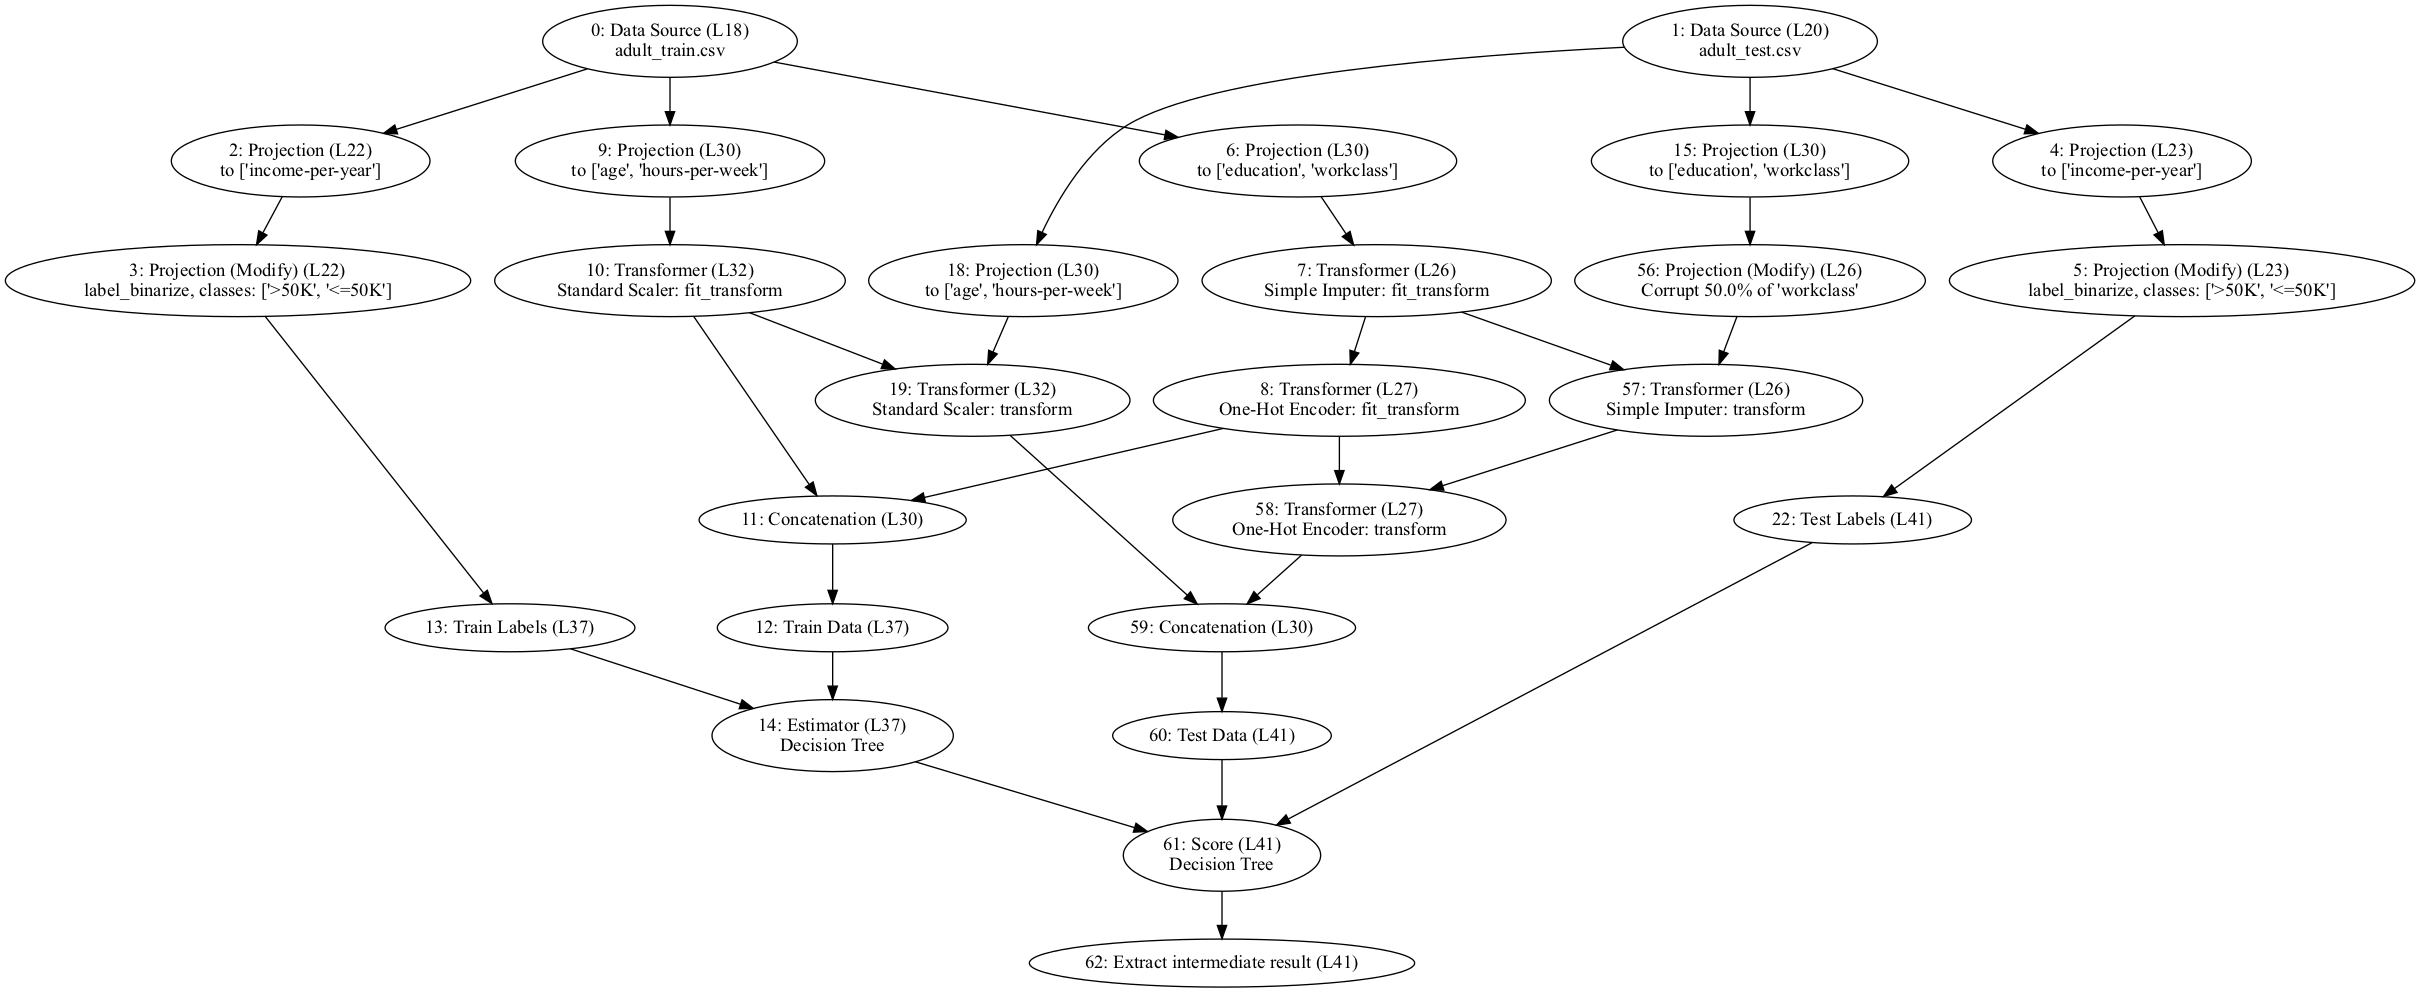 0: Data Source (L18)
adult_train.csv
1: Data Source (L20)
adult_test.csv
2: Projection (L22)
to ['income-per-year']
9: Projection (L30)
to ['age', 'hours-per-week']
6: Projection (L30)
to ['education', 'workclass']
15: Projection (L30)
to ['education', 'workclass']
4: Projection (L23)
to ['income-per-year']
3: Projection (Modify) (L22)
label_binarize, classes: ['>50K', '<=50K']
10: Transformer (L32)
Standard Scaler: fit_transform
18: Projection (L30)
to ['age', 'hours-per-week']
7: Transformer (L26)
Simple Imputer: fit_transform
56: Projection (Modify) (L26)
Corrupt 50.0% of 'workclass'
5: Projection (Modify) (L23)
label_binarize, classes: ['>50K', '<=50K']
19: Transformer (L32)
Standard Scaler: transform
8: Transformer (L27)
One-Hot Encoder: fit_transform
57: Transformer (L26)
Simple Imputer: transform
11: Concatenation (L30)
58: Transformer (L27)
One-Hot Encoder: transform
22: Test Labels (L41)
13: Train Labels (L37)
12: Train Data (L37)
59: Concatenation (L30)
14: Estimator (L37)
Decision Tree
60: Test Data (L41)
61: Score (L41)
Decision Tree
62: Extract intermediate result (L41)